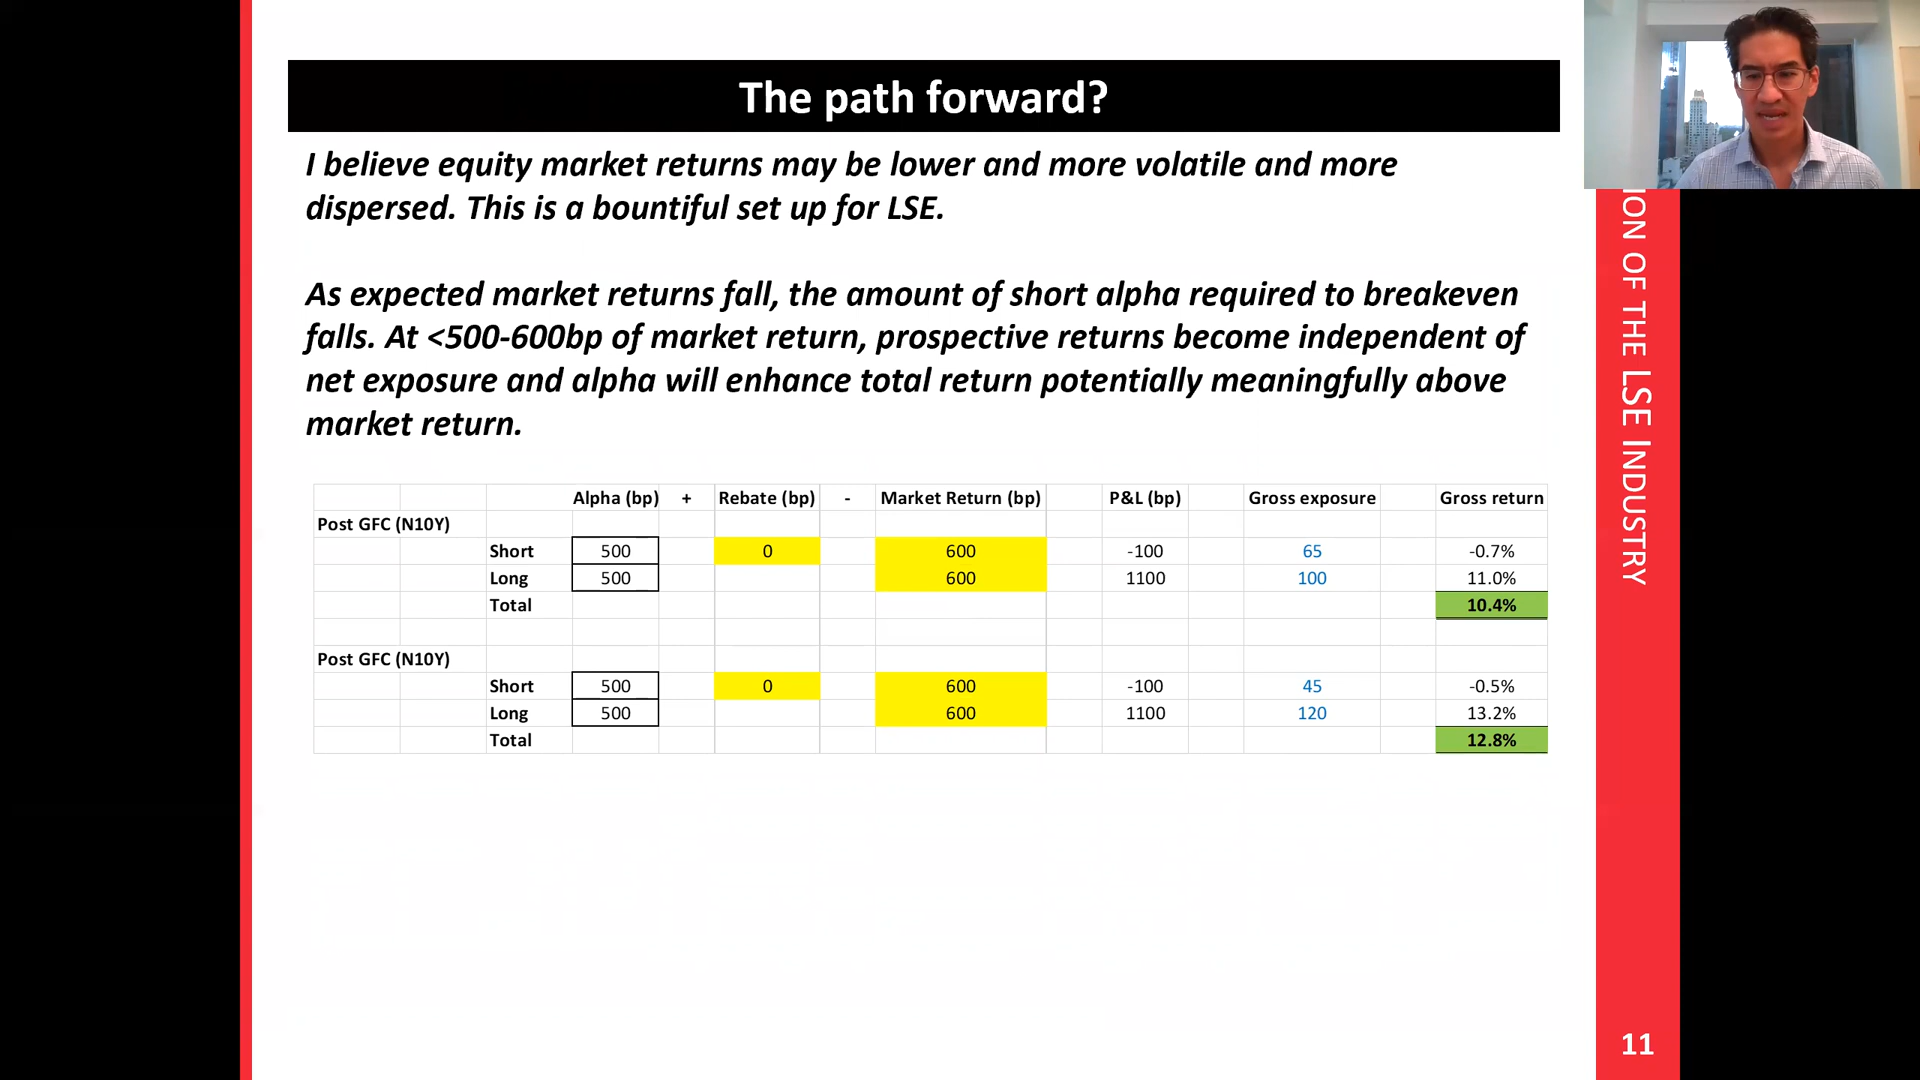 The path forward?
I believe equity market returns may be lower and more volatile and more
dispersed. This is a bountiful set up for LSE.
As expected market returns fall, the amount of short alpha required to breakeven
falls. At <500-600bp of market return, prospective returns become independent of
net exposure and alpha will enhance total return potentially meaningfully above
market return.
Alpha (bp) + Rebate (bp) - Market Return (bp) P&L (bp) Gross exposure Gross return
Post GFC (N10Y)
Short 500 0 600 -100 65 -0.7%
Long 500 600 1100 100 11.0%
Total 10.4%
Post GFC (N10Y)
Short 500 0 600 -100 45 -0.5%
Long 500 600 1100 120 13.2%
Total 12.8%
ION OF THE LSE INDUSTRY
11